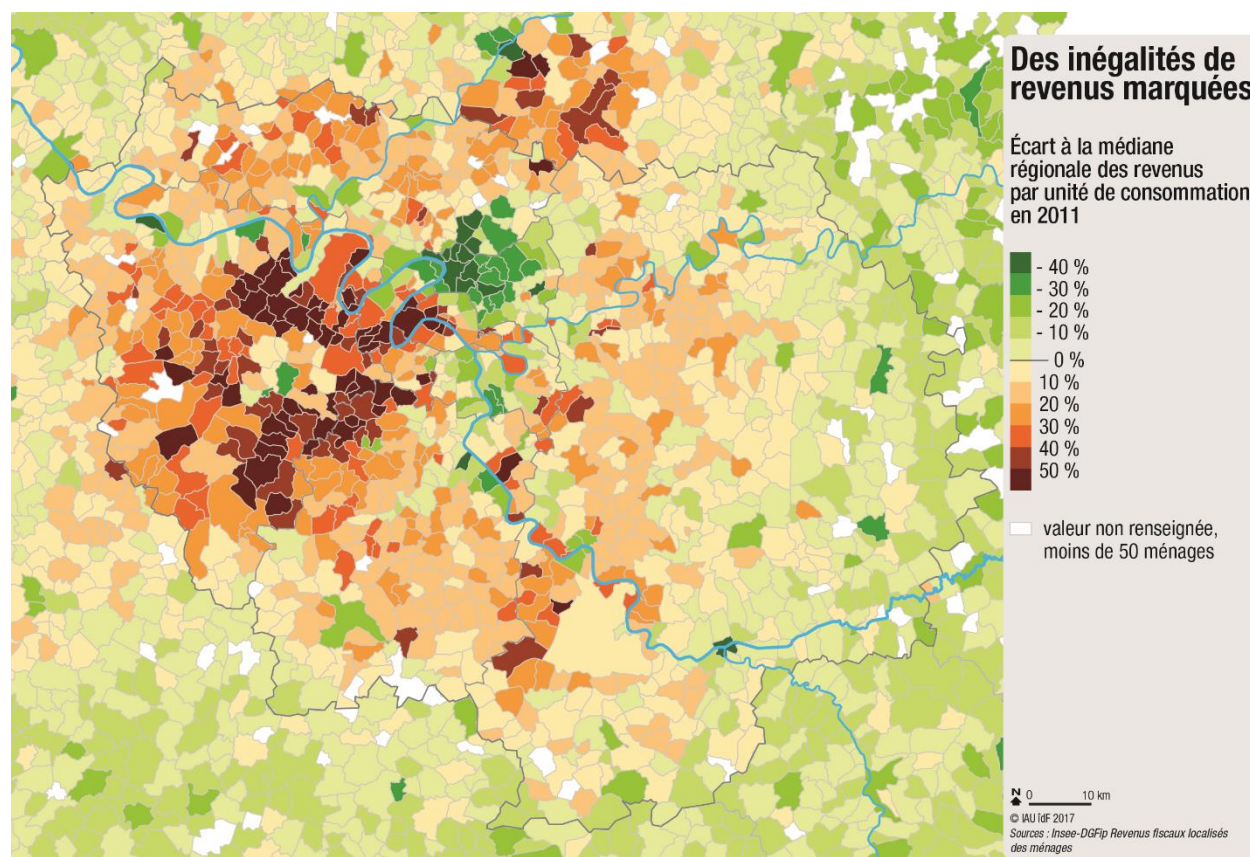 Des inégalités de
revenus marquées
Écart à la médiane
régionale des revenus
par unité de consommation
en 2011
- 40 %
- 30 %
- 20 %
- 10 %
0 %
10 %
20 %
30 %
40 %
50 %
valeur non renseignée,
moins de 50 ménages
N 0 10 km
© IAU îdF 2017
Sources : Insee-DGFip Revenus fiscaux localisés
des ménages